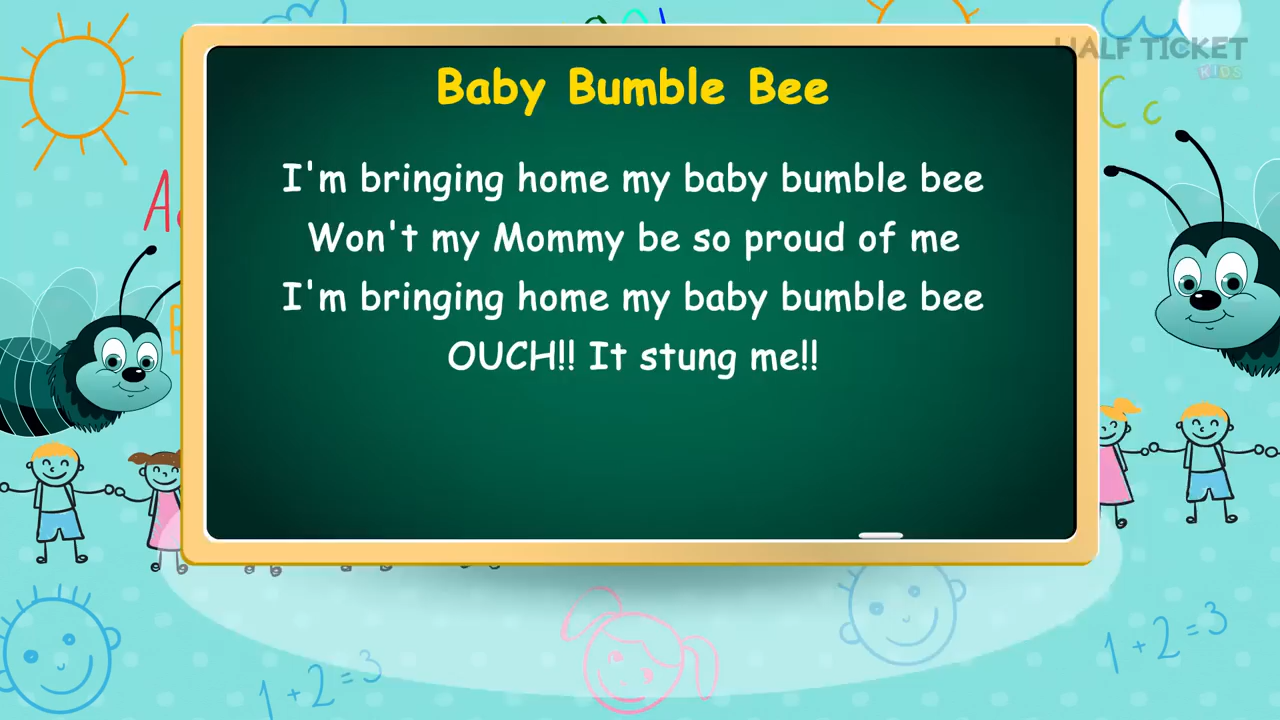 HALF TICKET
KIDS
Cc
Baby Bumble Bee
I'm bringing home my baby bumble bee
Won't my Mommy be so proud of me
I'm bringing home my baby bumble bee
OUCH!! It stung me!!
A
B
1+2=3
1+2=3